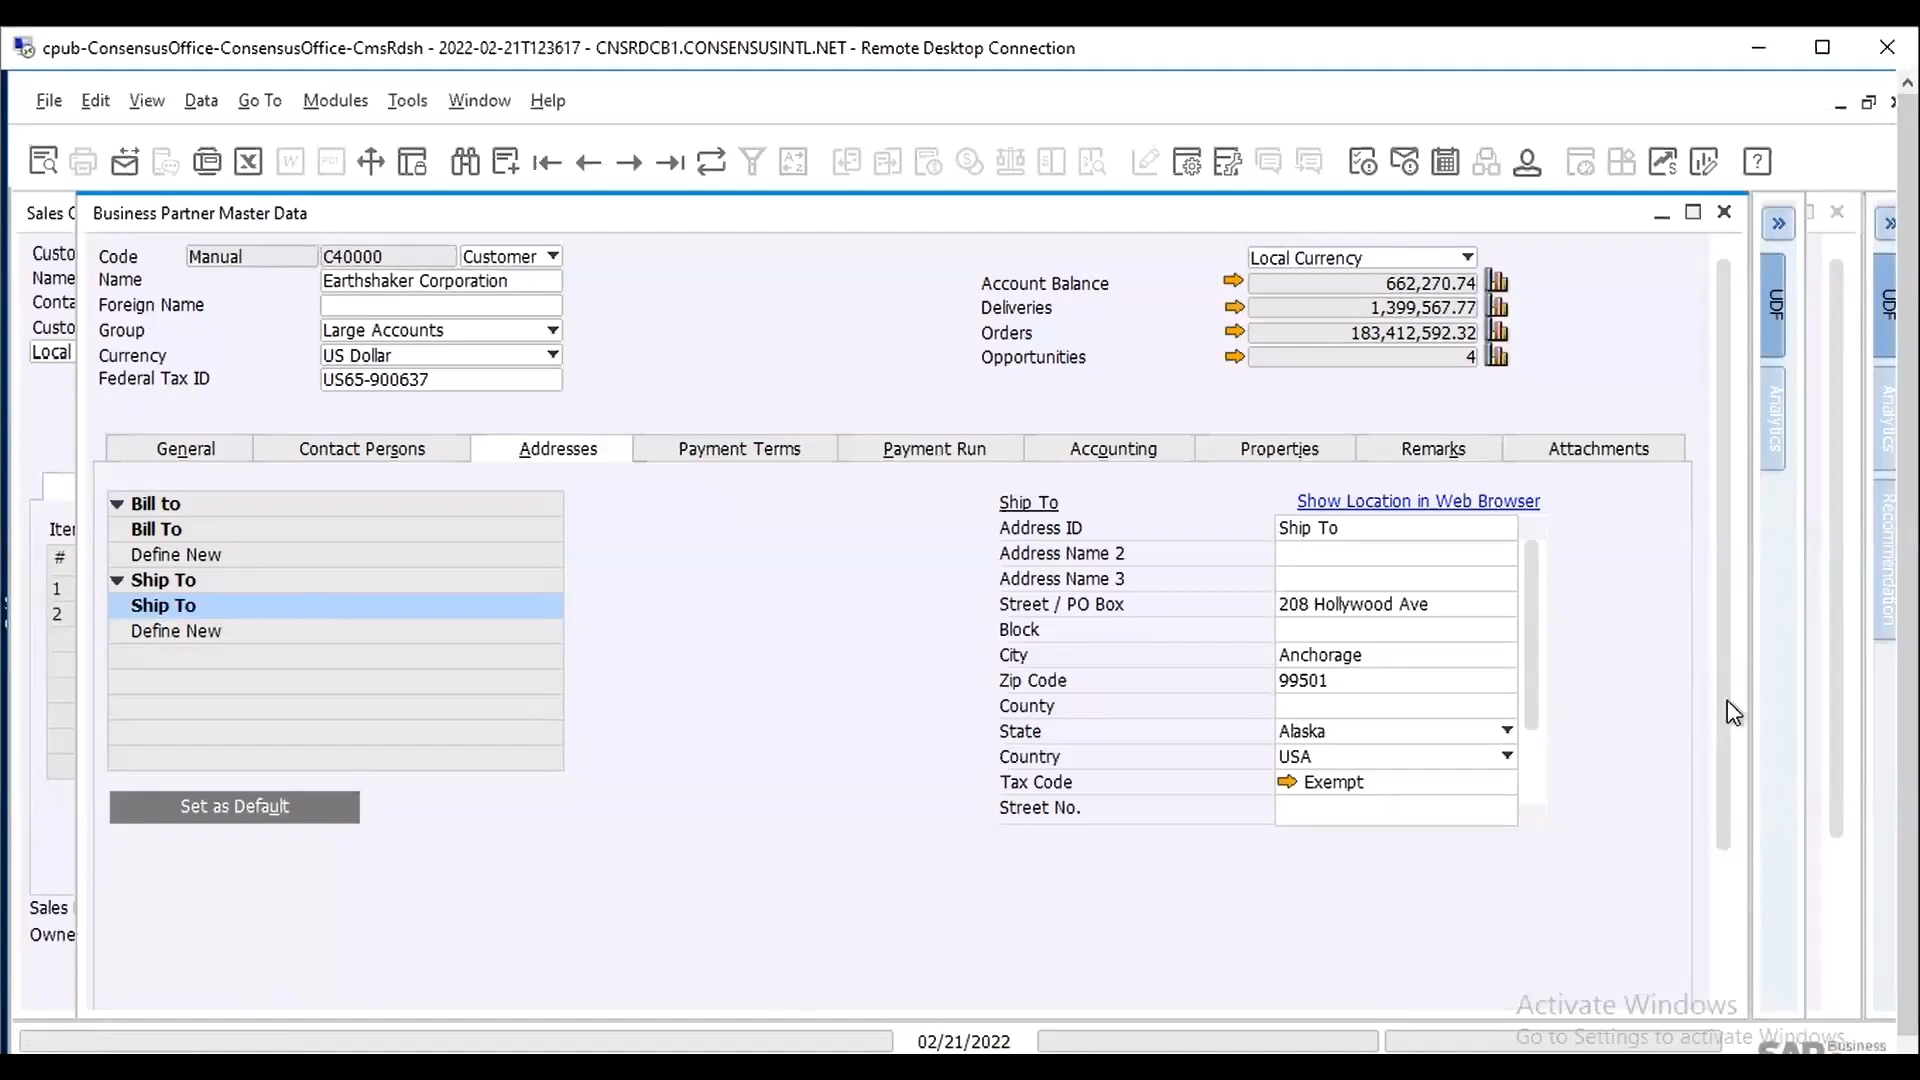 cpub-ConsensusOffice-ConsensusOffice-CmsRdsh - 2022-02-21T123617 - CNSRDCB1.CONSENSUSINTL.NET - Remote Desktop Connection
File Edit View Data Go To Modules Tools Window Help
Sales C
Business Partner Master Data
Custo
Code Manual C40000 Customer
Local Currency
Name
Name Earthshaker Corporation
Account Balance 662,270.74
Conta
Foreign Name
Deliveries 1,399,567.77
Custo
Group Large Accounts
Orders 183,412,592.32
Local
Currency US Dollar
Opportunities 4
Federal Tax ID US65-900637
UDF
UDF
Analytics
Analytics
Recommendation
General Contact Persons Addresses Payment Terms Payment Run Accounting Properties Remarks Attachments
Bill to
Bill To
Define New
Ship To
Ship To
Define New
Set as Default
Ship To Show Location in Web Browser
Address ID Ship To
Address Name 2
Address Name 3
Street / PO Box 208 Hollywood Ave
Block
City Anchorage
Zip Code 99501
County
State Alaska
Country USA
Tax Code Exempt
Street No.
#
1
2
Sales
Owne
Activate Windows
Go to Settings to activate Windows.
02/21/2022
SAP Business